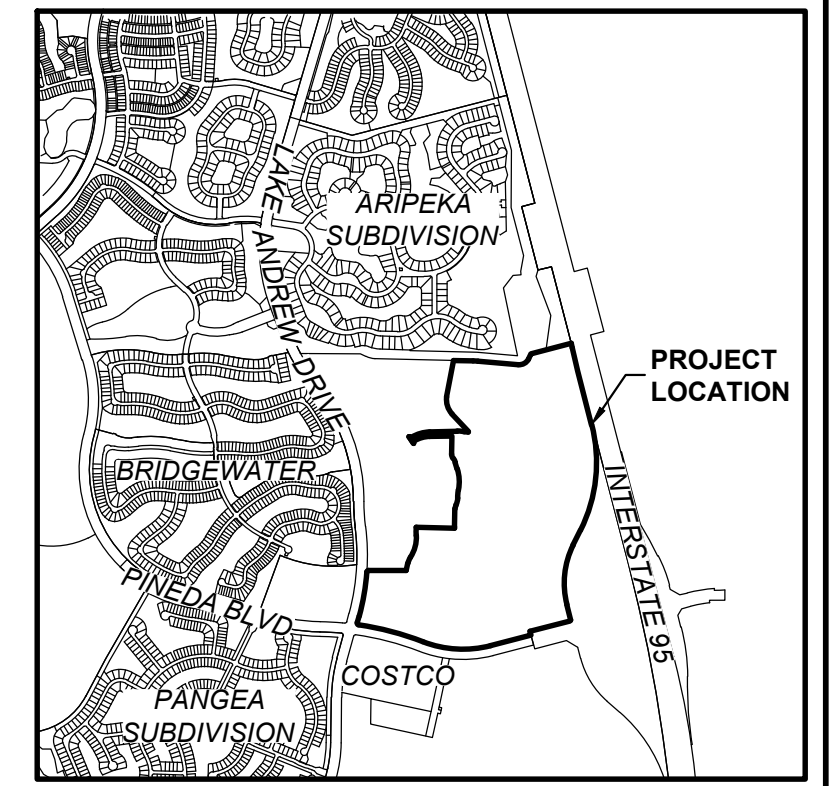 LAKE ANDREW DRIVE
ARIPEKA
SUBDIVISION
PROJECT
LOCATION
BRIDGEWATER
INTERSTATE 95
PINEDA BLVD
COSTCO
PANGEA
SUBDIVISION